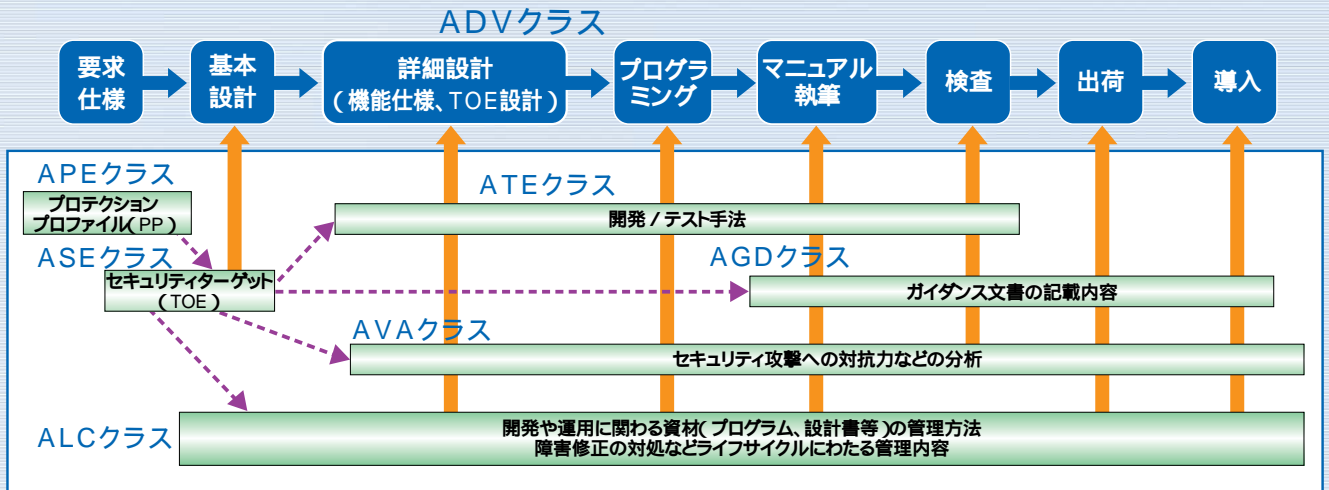 ADVクラス
要求
仕様
基本
設計
詳細設計
(機能仕様、TOE設計)
プログラ
ミング
マニュアル
執筆
検査
出荷
導入
APEクラス
プロテクション
プロファイル(PP)
ATEクラス
開発/テスト手法
ASEクラス
セキュリティターゲット
(TOE)
AGDクラス
ガイダンス文書の記載内容
AVAクラス
セキュリティ攻撃への対抗力などの分析
ALCクラス
開発や運用に関わる資材(プログラム、設計書等)の管理方法
障害修正の対処などライフサイクルにわたる管理内容